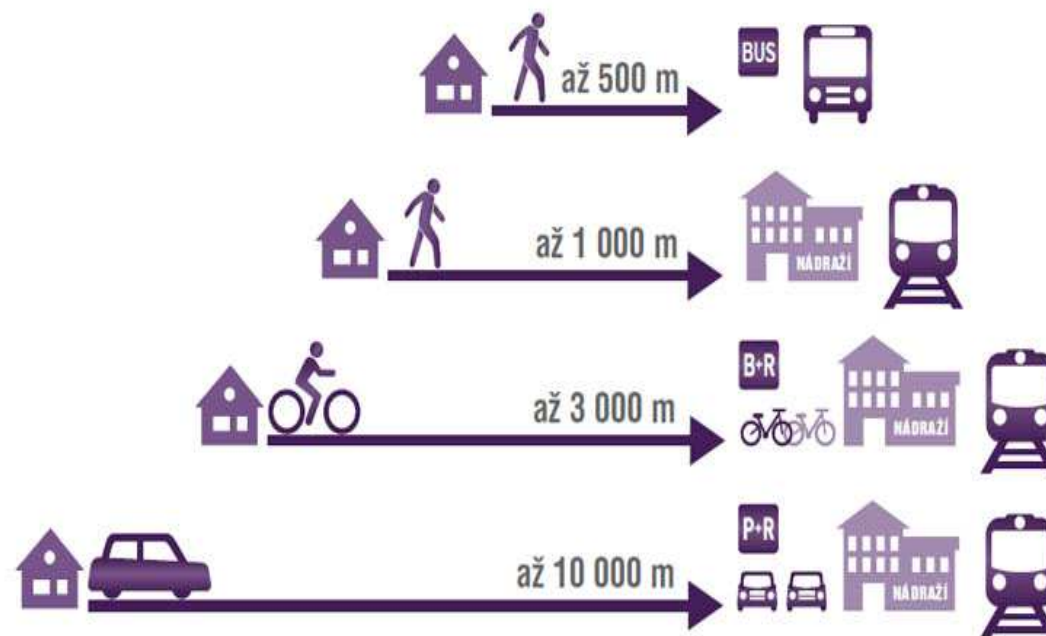 až 500 m
BUS
až 1 000 m
NÁDRAŽÍ
až 3 000 m
B+R
NÁDRAŽÍ
až 10 000 m
P+R
NÁDRAŽÍ